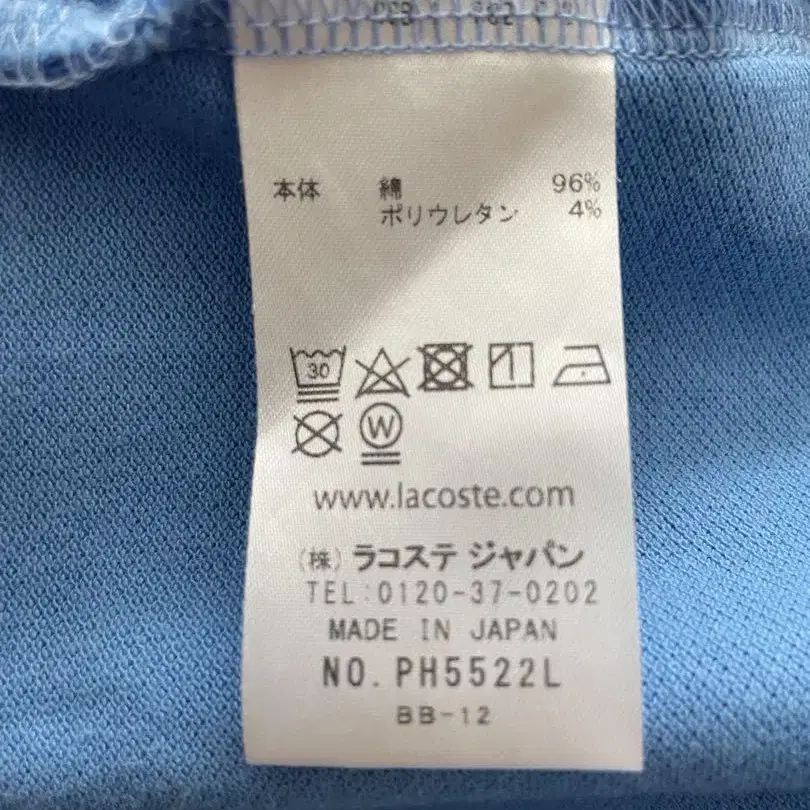 本体 綿 96%
ポリウレタン 4%
30
W
www.lacoste.com
(株) ラコステ ジャパン
TEL:0120-37-0202
MADE IN JAPAN
NO. PH5522L
BB-12